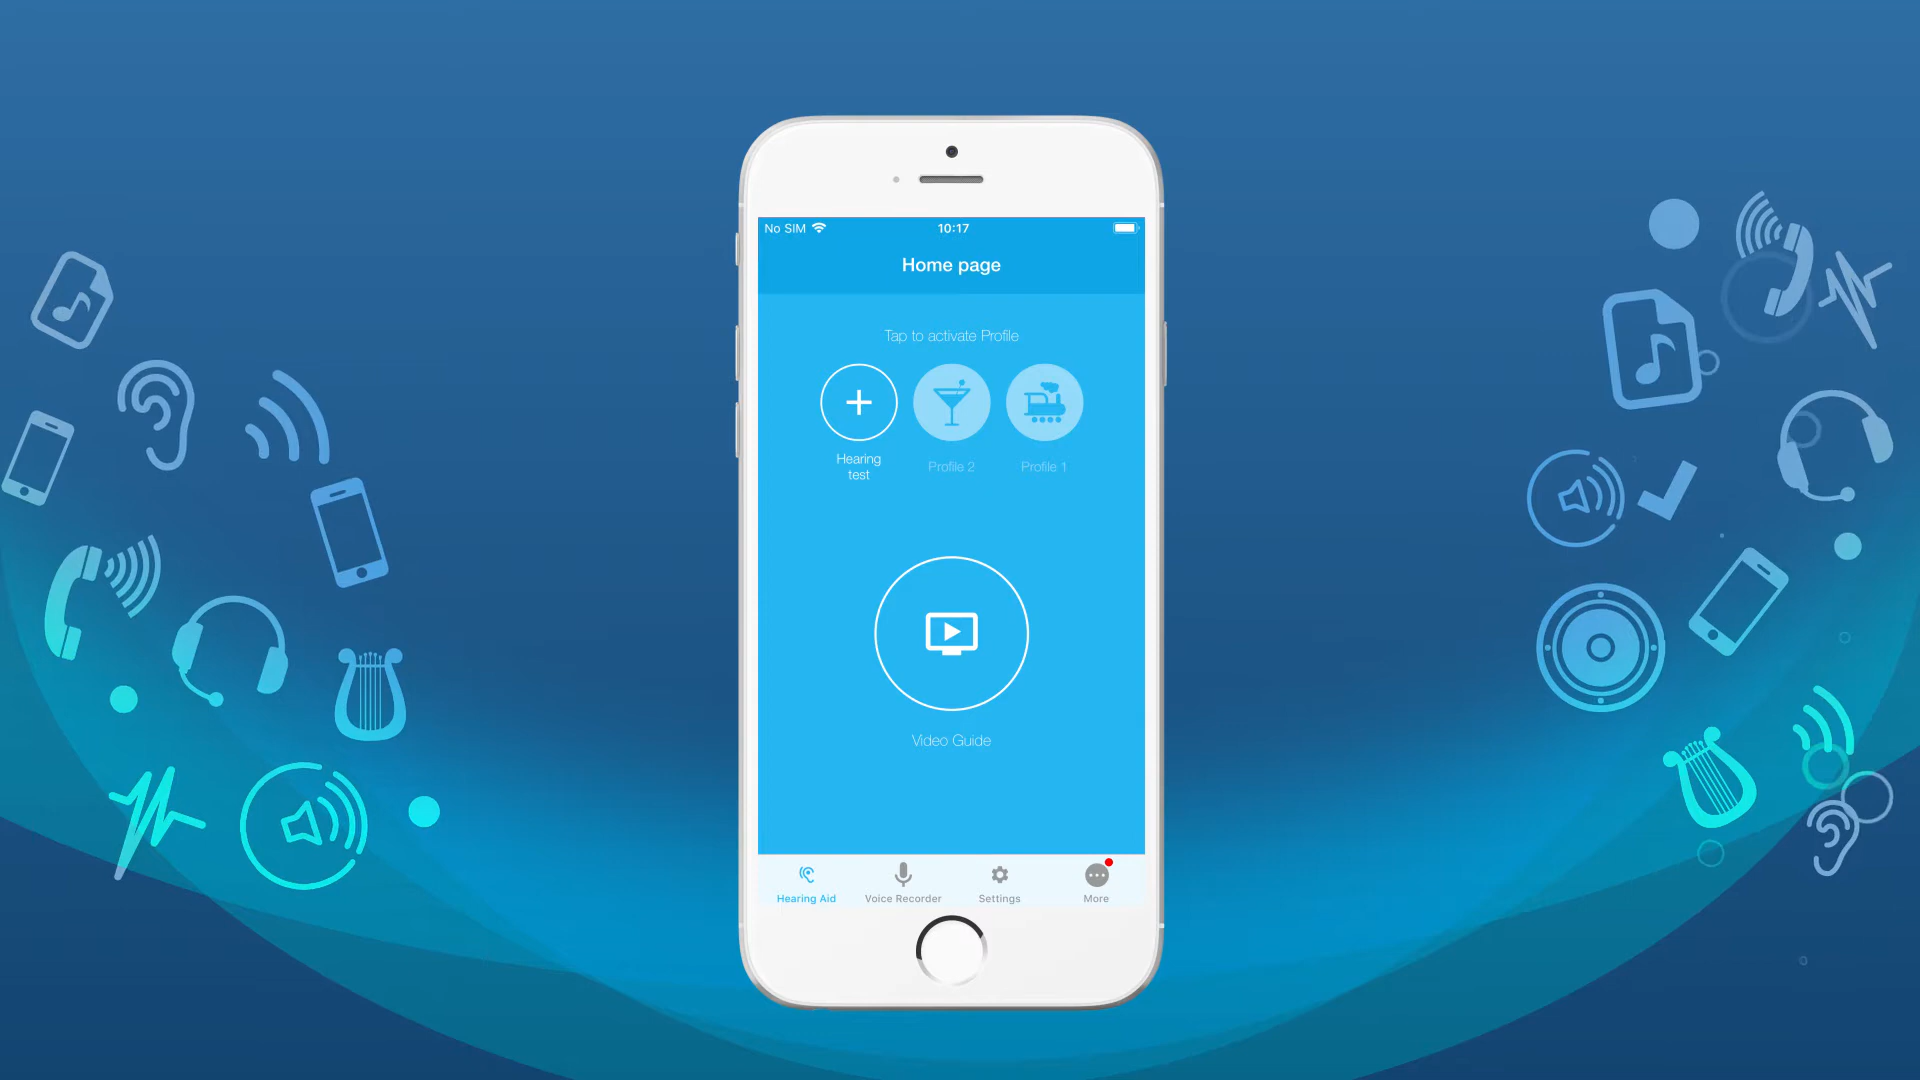 No SIM 10:17
Home page
Tap to activate Profile
Hearing
test
Profile 2
Profile 1
Video Guide
Hearing Aid
Voice Recorder
Settings
More